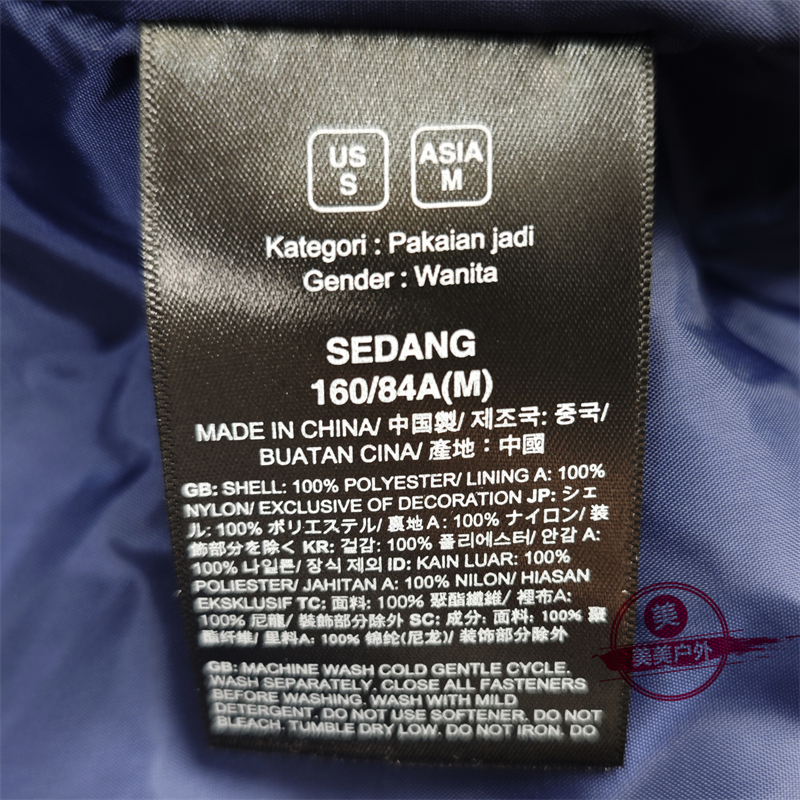 US
S
ASIA
M
Kategori : Pakaian jadi
Gender : Wanita
SEDANG
160/84A(M)
MADE IN CHINA/ 中国製/ 제조국: 중국/
BUATAN CINA/ 產地：中國
GB: SHELL: 100% POLYESTER/ LINING A: 100%
NYLON/ EXCLUSIVE OF DECORATION JP: シェ
ル: 100% ポリエステル/ 裏地 A: 100% ナイロン/ 装
飾部分を除く KR: 겉감: 100% 폴리에스터/ 안감 A:
100% 나일론/ 장식 제외 ID: KAIN LUAR: 100%
POLIESTER/ JAHITAN A: 100% NILON/ HIASAN
EKSKLUSIF TC: 面料: 100% 聚酯纖維/ 裡布A:
100% 尼龍/ 裝飾部分除外 SC: 成分: 面料: 100% 聚
酯纤维/ 里料A: 100% 锦纶(尼龙)/ 装饰部分除外
GB: MACHINE WASH COLD GENTLE CYCLE.
WASH SEPARATELY. CLOSE ALL FASTENERS
BEFORE WASHING. WASH WITH MILD
DETERGENT. DO NOT USE SOFTENER. DO NOT
BLEACH. TUMBLE DRY LOW. DO NOT IRON. DO
美
美美户外